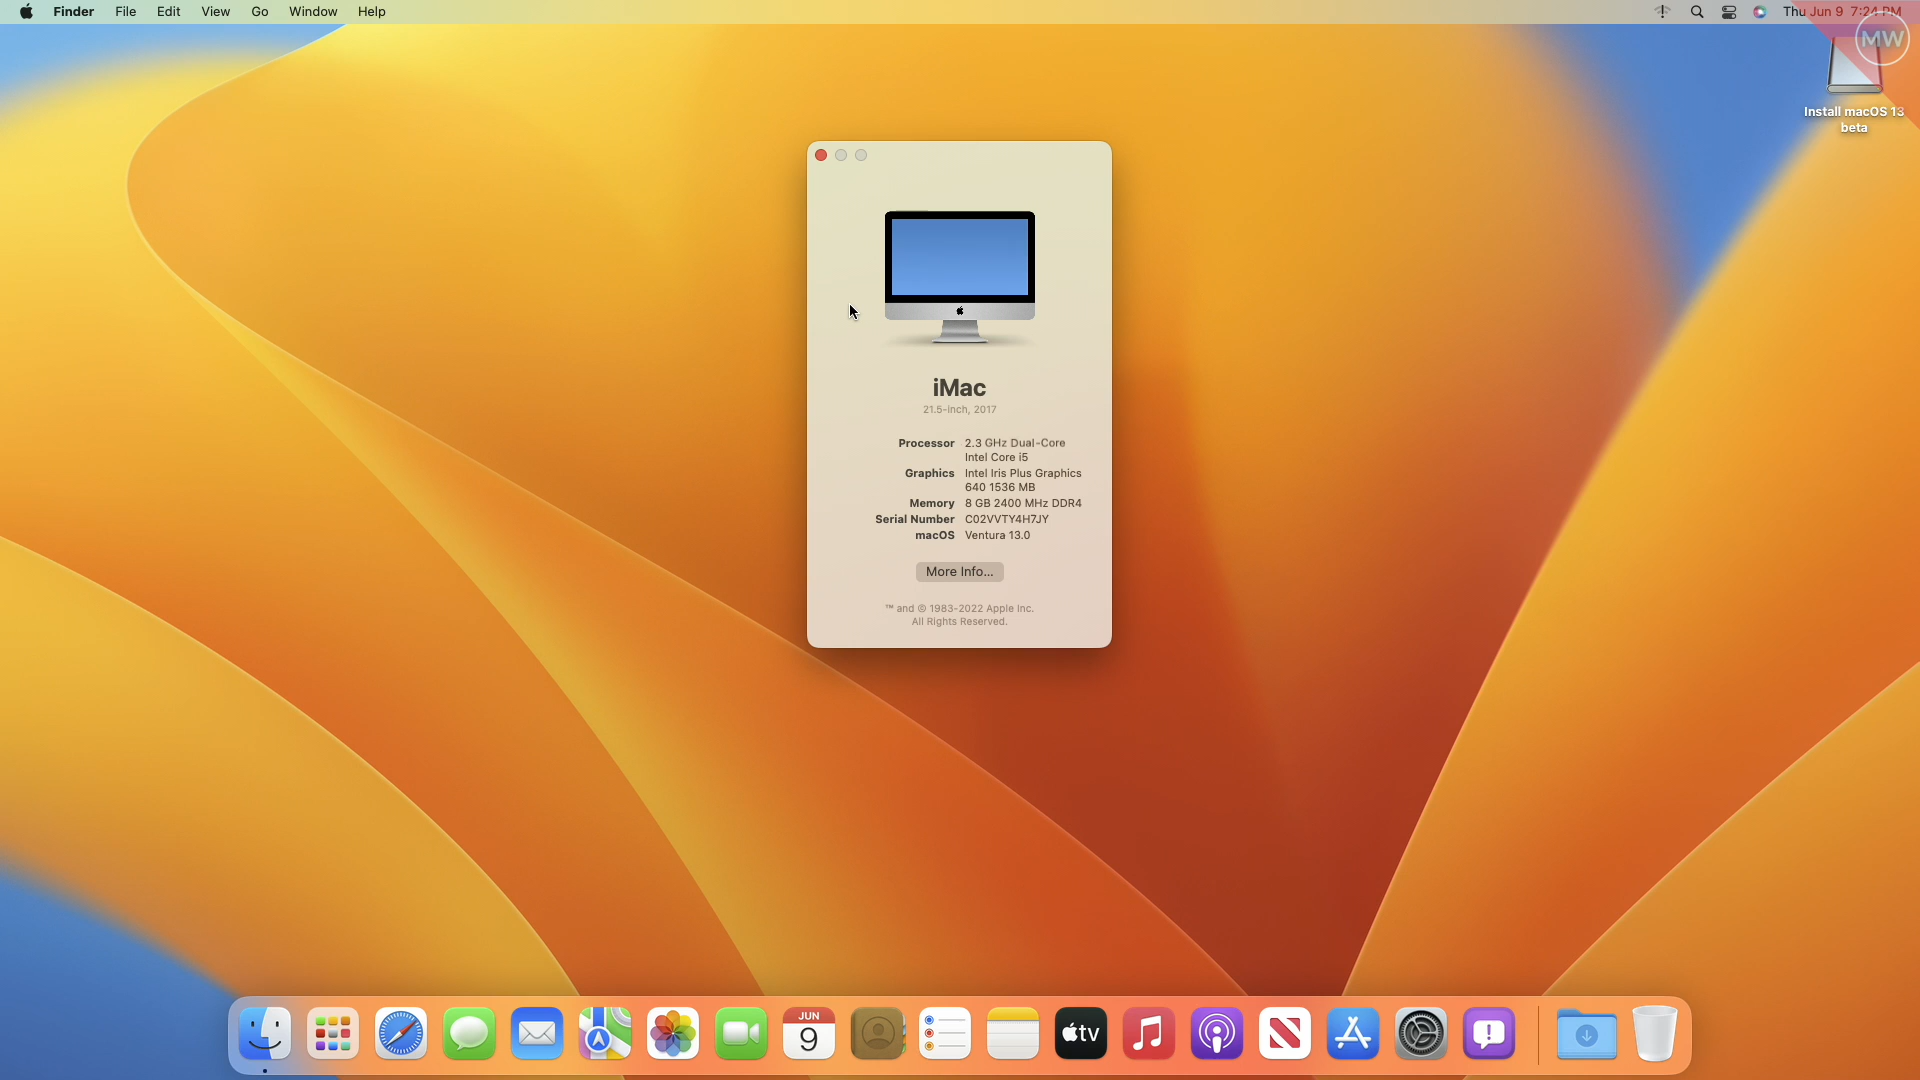 Finder File Edit View Go Window Help
Thu Jun 9 7:24 PM
MW
Install macOS 13
beta
iMac
21.5-inch, 2017
Processor 2.3 GHz Dual-Core
Intel Core i5
Graphics Intel Iris Plus Graphics
640 1536 MB
Memory 8 GB 2400 MHz DDR4
Serial Number C02VVTY4H7JY
macOS Ventura 13.0
More Info...
™ and © 1983-2022 Apple Inc.
All Rights Reserved.
JUN
9
tv